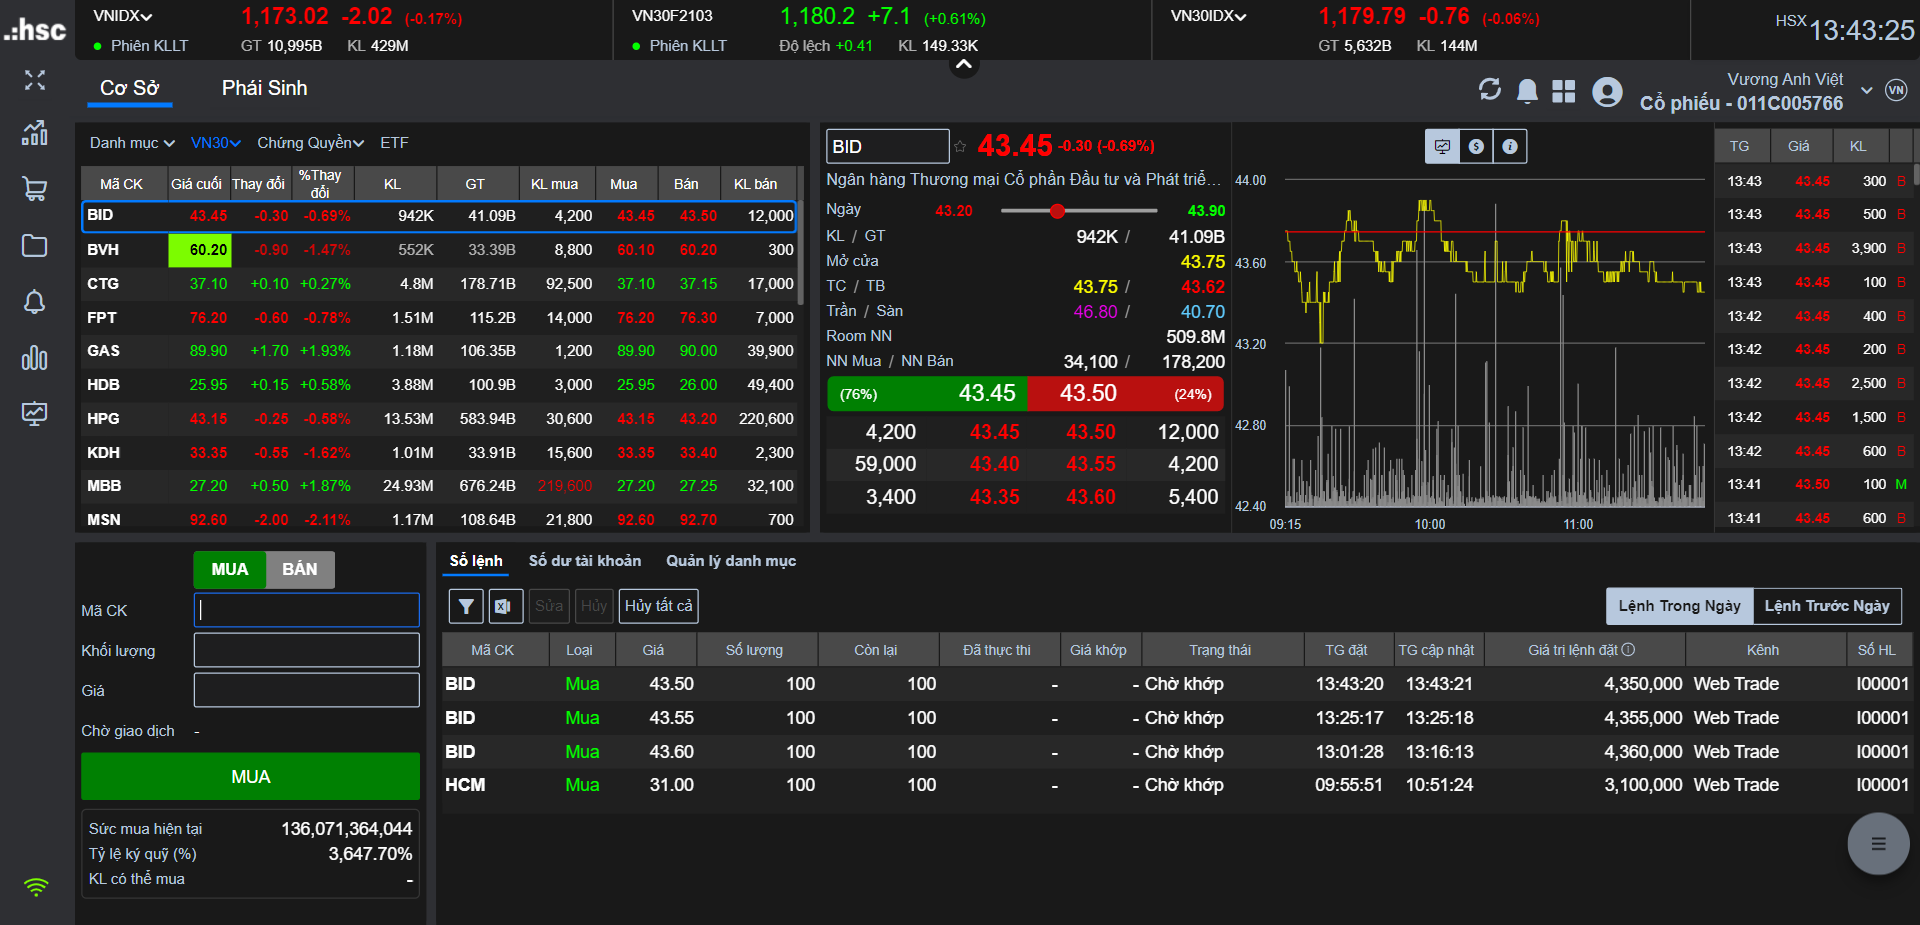 .:hsc
VNIDX 1,173.02 -2.02 (-0.17%)
Phiên KLLT GT 10,995B KL 429M
VN30F2103 1,180.2 +7.1 (+0.61%)
Phiên KLLT Độ lệch +0.41 KL 149.33K
VN30IDX 1,179.79 -0.76 (-0.06%)
GT 5,632B KL 144M
HSX 13:43:25
Cơ Sở Phái Sinh
Vương Anh Việt
Cổ phiếu - 011C005766
VN
Danh mục VN30 Chứng Quyền ETF
Mã CK Giá cuối Thay đổi %Thay đổi KL GT KL mua Mua Bán KL bán
BID 43.45 -0.30 -0.69% 942K 41.09B 4,200 43.45 43.50 12,000
BVH 60.20 -0.90 -1.47% 552K 33.39B 8,800 60.10 60.20 300
CTG 37.10 +0.10 +0.27% 4.8M 178.71B 92,500 37.10 37.15 17,000
FPT 76.20 -0.60 -0.78% 1.51M 115.2B 14,000 76.20 76.30 7,000
GAS 89.90 +1.70 +1.93% 1.18M 106.35B 1,200 89.90 90.00 39,900
HDB 25.95 +0.15 +0.58% 3.88M 100.9B 3,000 25.95 26.00 49,400
HPG 43.15 -0.25 -0.58% 13.53M 583.94B 30,600 43.15 43.20 220,600
KDH 33.35 -0.55 -1.62% 1.01M 33.91B 15,600 33.35 33.40 2,300
MBB 27.20 +0.50 +1.87% 24.93M 676.24B 219,600 27.20 27.25 32,100
MSN 92.60 -2.00 -2.11% 1.17M 108.64B 21,800 92.60 92.70 700
BID 43.45 -0.30 (-0.69%)
Ngân hàng Thương mại Cổ phần Đầu tư và Phát triể...
Ngày 43.20 43.90
KL / GT 942K / 41.09B
Mở cửa 43.75
TC / TB 43.75 / 43.62
Trần / Sàn 46.80 / 40.70
Room NN 509.8M
NN Mua / NN Bán 34,100 / 178,200
(76%) 43.45 43.50 (24%)
4,200 43.45 43.50 12,000
59,000 43.40 43.55 4,200
3,400 43.35 43.60 5,400
44.00
43.60
43.20
42.80
42.40
09:15 10:00 11:00
TG Giá KL
13:43 43.45 300 B
13:43 43.45 500 B
13:43 43.45 3,900 B
13:43 43.45 100 B
13:42 43.45 400 B
13:42 43.45 200 B
13:42 43.45 2,500 B
13:42 43.45 1,500 B
13:42 43.45 600 B
13:41 43.50 100 M
13:41 43.45 600 B
MUA BÁN
Mã CK
Khối lượng
Giá
Chờ giao dịch -
MUA
Sức mua hiện tại 136,071,364,044
Tỷ lệ ký quỹ (%) 3,647.70%
KL có thể mua -
Sổ lệnh Số dư tài khoản Quản lý danh mục
Sửa Hủy Hủy tất cả
Lệnh Trong Ngày Lệnh Trước Ngày
Mã CK Loại Giá Số lượng Còn lại Đã thực thi Giá khớp Trạng thái TG đặt TG cập nhật Giá trị lệnh đặt Kênh Số HL
BID Mua 43.50 100 100 - - Chờ khớp 13:43:20 13:43:21 4,350,000 Web Trade I00001
BID Mua 43.55 100 100 - - Chờ khớp 13:25:17 13:25:18 4,355,000 Web Trade I00001
BID Mua 43.60 100 100 - - Chờ khớp 13:01:28 13:16:13 4,360,000 Web Trade I00001
HCM Mua 31.00 100 100 - - Chờ khớp 09:55:51 10:51:24 3,100,000 Web Trade I00001